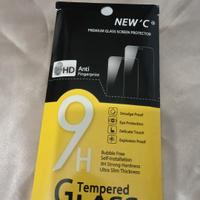 NEW'C®
PREMIUM GLASS SCREEN PROTECTOR
HD Anti
Fingerprint
Smudge Proof
Eye Protection
Delicate Touch
Explosion Proof
9H
Bubble Free
Self-Installation
9H Strong Hardness
Ultra Slim Thickness
Tempered
GLASS